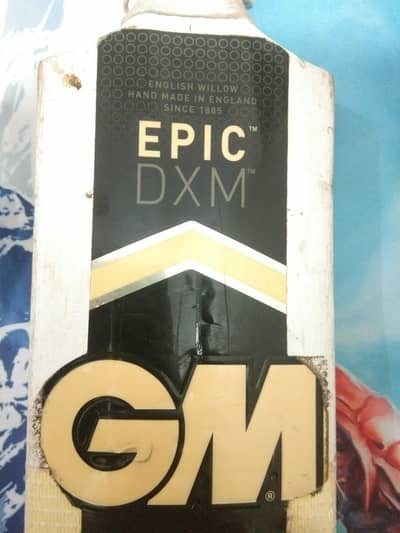 ENGLISH WILLOW
HAND MADE IN ENGLAND
SINCE 1885
EPIC™
DXM™
GM®